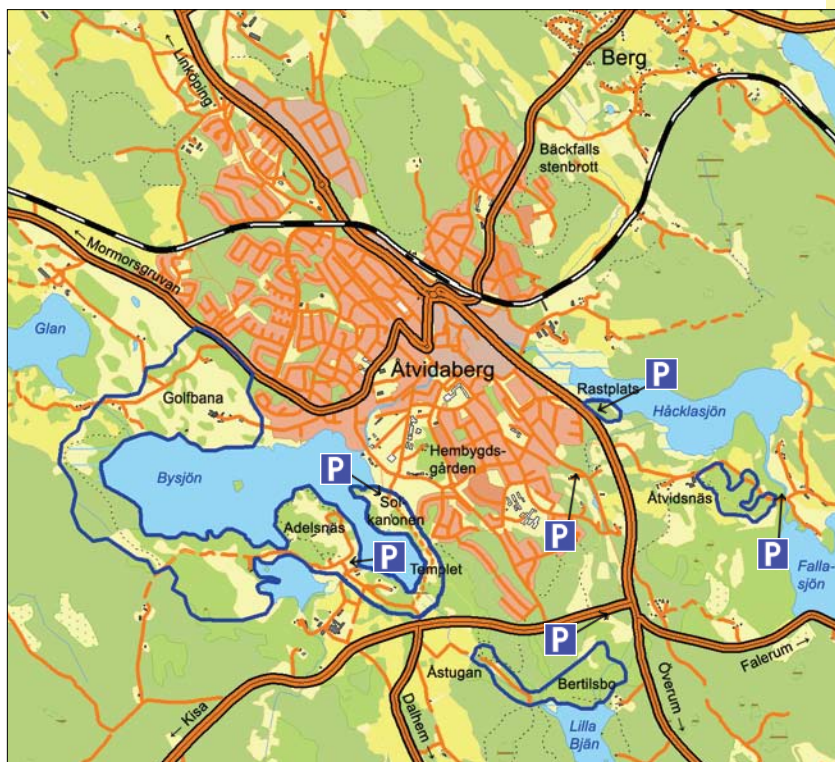 ← Linköping
Berg
Bäckfalls
stenbrott
← Mormorsgruvan
Glan
Golfbana
Åtvidaberg
Rastplats
P
Håcklasjön
Bysjön
P
Hembygds-
gården
Sol-
kanonen
Åtvidsnäs
Adelsnäs
P
P
P
Templet
Falla-
sjön
P
Åstugan
Bertilsbo
Falerum →
Överum →
← Kisa
Dalhem →
Lilla
Bjän